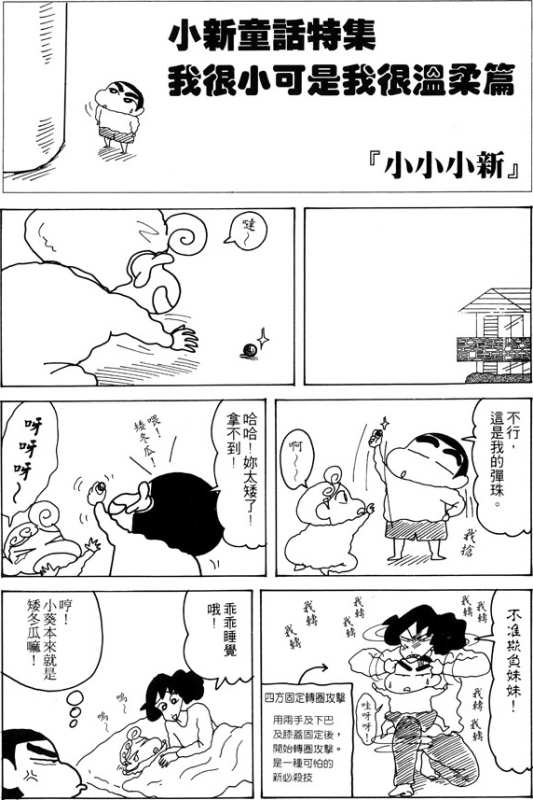 小新童話特集
我很小可是我很溫柔篇
『小小小新』
哇~
不行，
這是我的彈珠。
我搶
啊~
哈哈！妳太矮了！
拿不到！
喂！
矮冬瓜！
呀
呀
呀~
不准欺負妹妹！
我轉
我轉
我轉
我轉
我轉
我轉
我轉
哇呀呀！
四方固定轉圈攻擊
用兩手及下巴
及膝蓋固定後，
開始轉圈攻擊。
是一種可怕的
新必殺技
乖乖睡覺
哦！
嗚~
嗚~
哼！
小葵本來就是
矮冬瓜嘛！